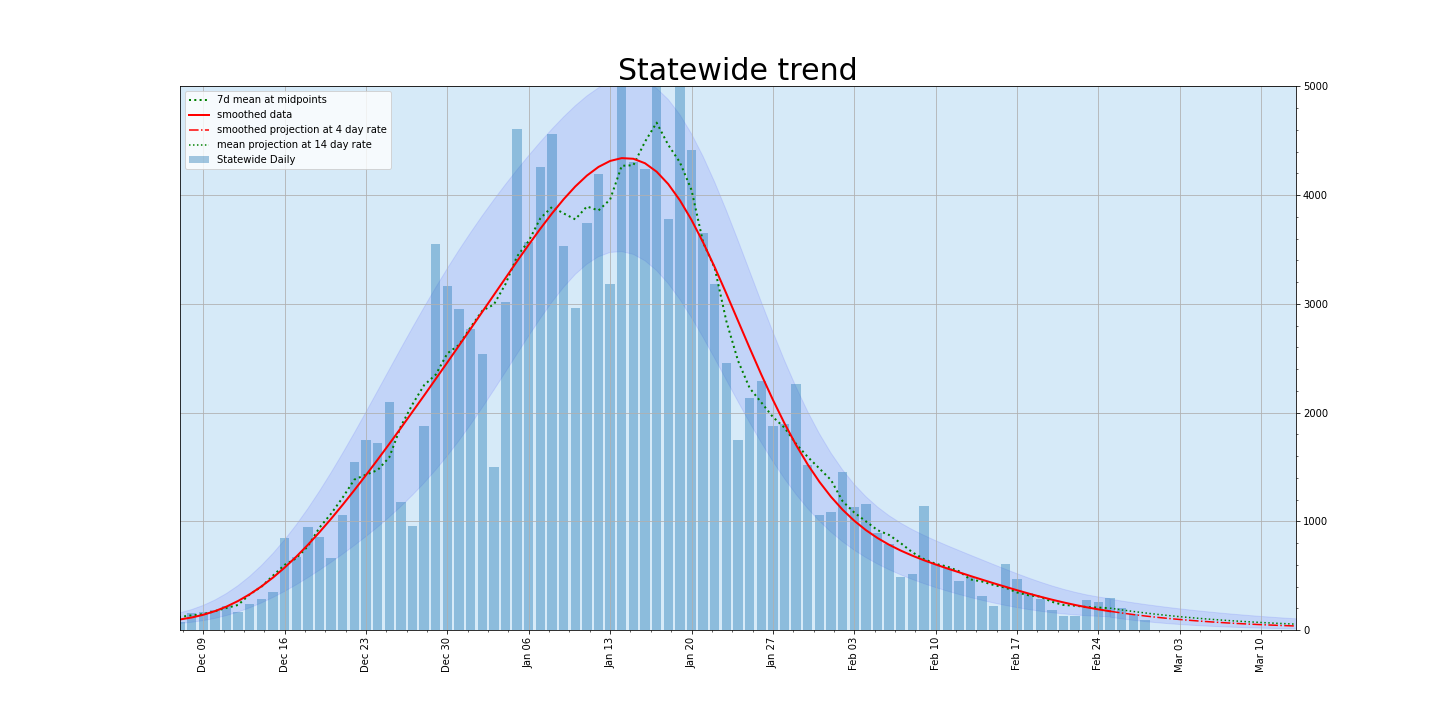 Statewide trend
7d mean at midpoints
smoothed data
smoothed projection at 4 day rate
mean projection at 14 day rate
Statewide Daily
5000
4000
3000
2000
1000
0
Dec 09
Dec 16
Dec 23
Dec 30
Jan 06
Jan 13
Jan 20
Jan 27
Feb 03
Feb 10
Feb 17
Feb 24
Mar 03
Mar 10